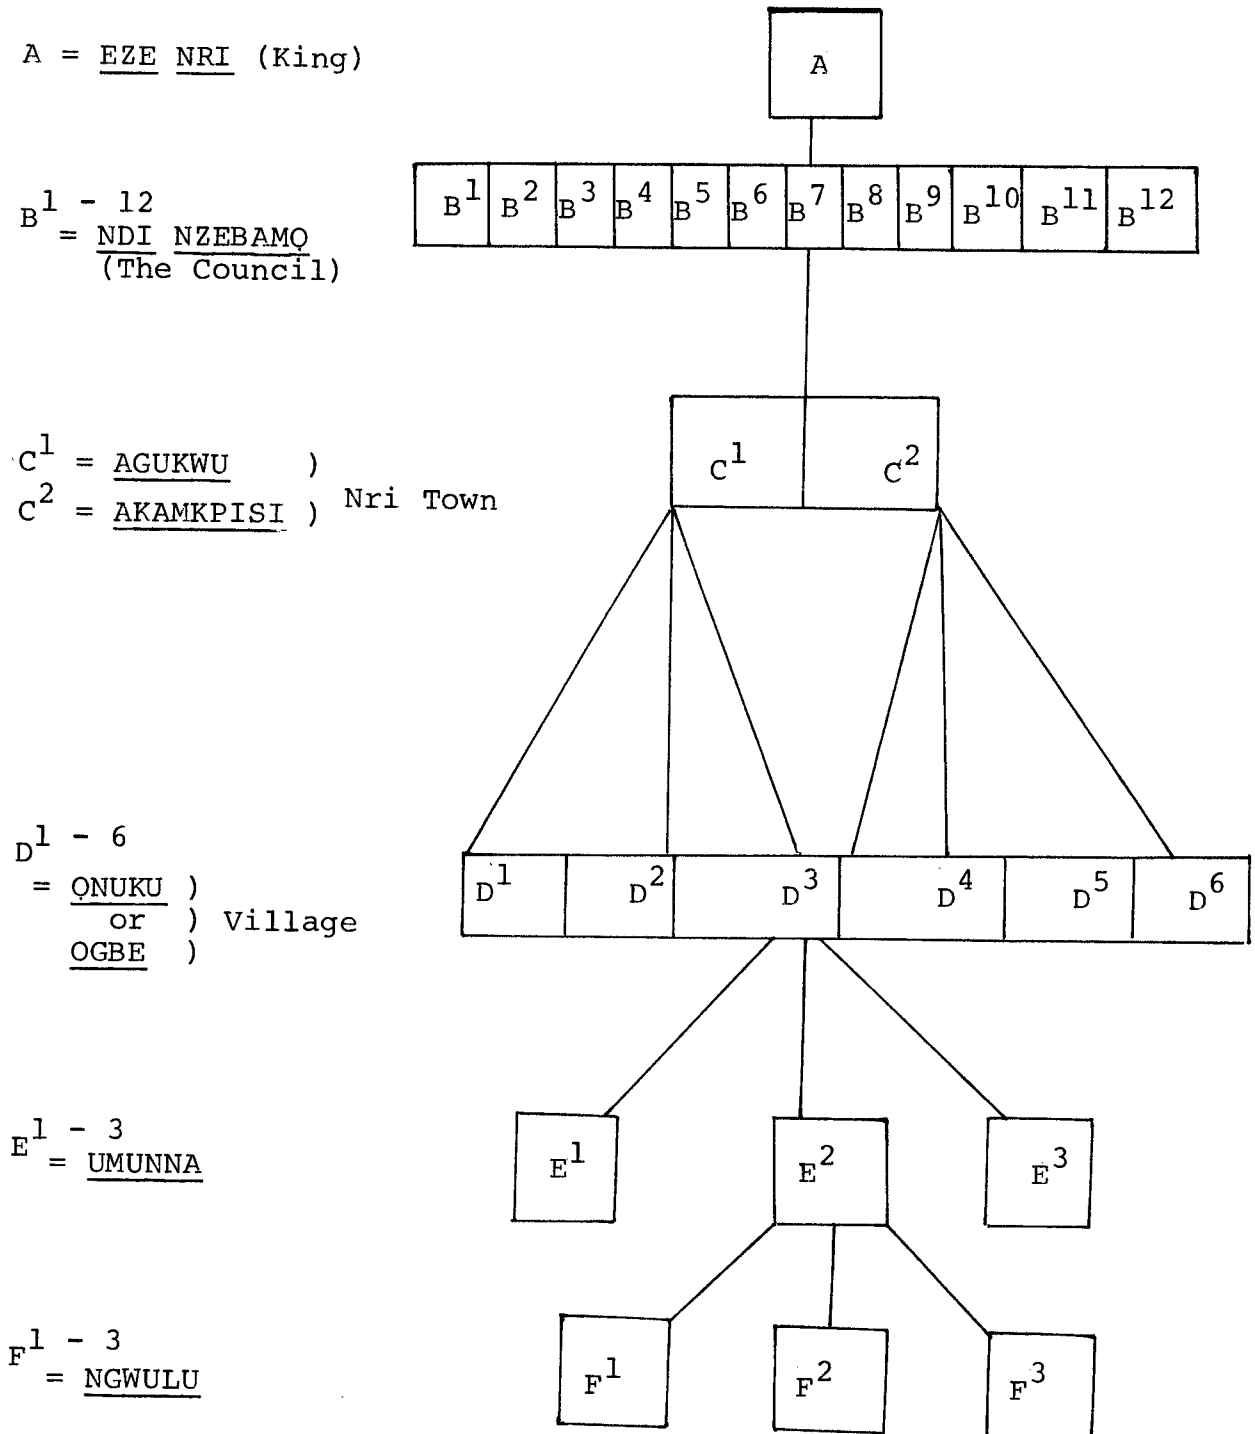 A = EZE NRI (King)
A
B¹ - 12
= NDI NZEBAMỌ
(The Council)
B¹ B² B³ B⁴ B⁵ B⁶ B⁷ B⁸ B⁹ B¹⁰ B¹¹ B¹²
C¹ = AGUKWU )
C² = AKAMKPISI ) Nri Town
C¹ C²
D¹ - 6
= ỌNUKU )
or ) Village
OGBE )
D¹ D² D³ D⁴ D⁵ D⁶
E¹ - 3
= UMUNNA
E¹ E² E³
F¹ - 3
= NGWULU
F¹ F² F³